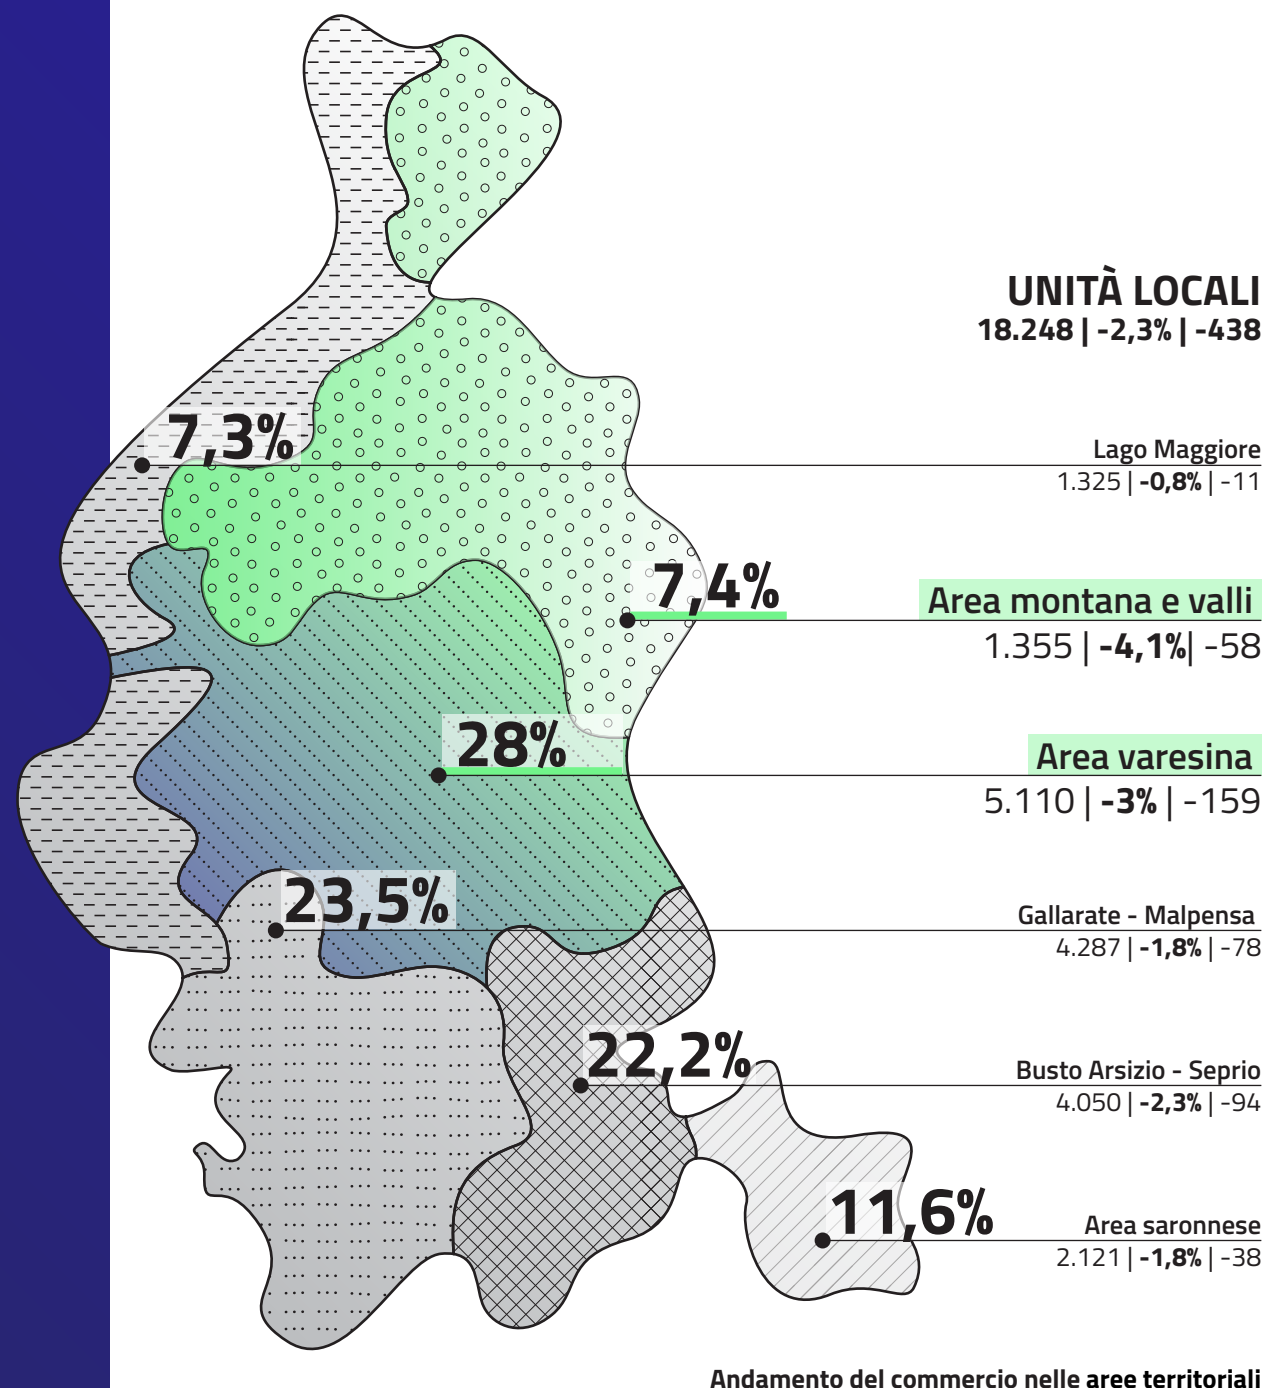 UNITÀ LOCALI
18.248 | -2,3% | -438
7,3%
Lago Maggiore
1.325 | -0,8% | -11
7,4%
Area montana e valli
1.355 | -4,1%| -58
28%
Area varesina
5.110 | -3% | -159
23,5%
Gallarate - Malpensa
4.287 | -1,8% | -78
22,2%
Busto Arsizio - Seprio
4.050 | -2,3% | -94
11,6%
Area saronnese
2.121 | -1,8% | -38
Andamento del commercio nelle aree territoriali